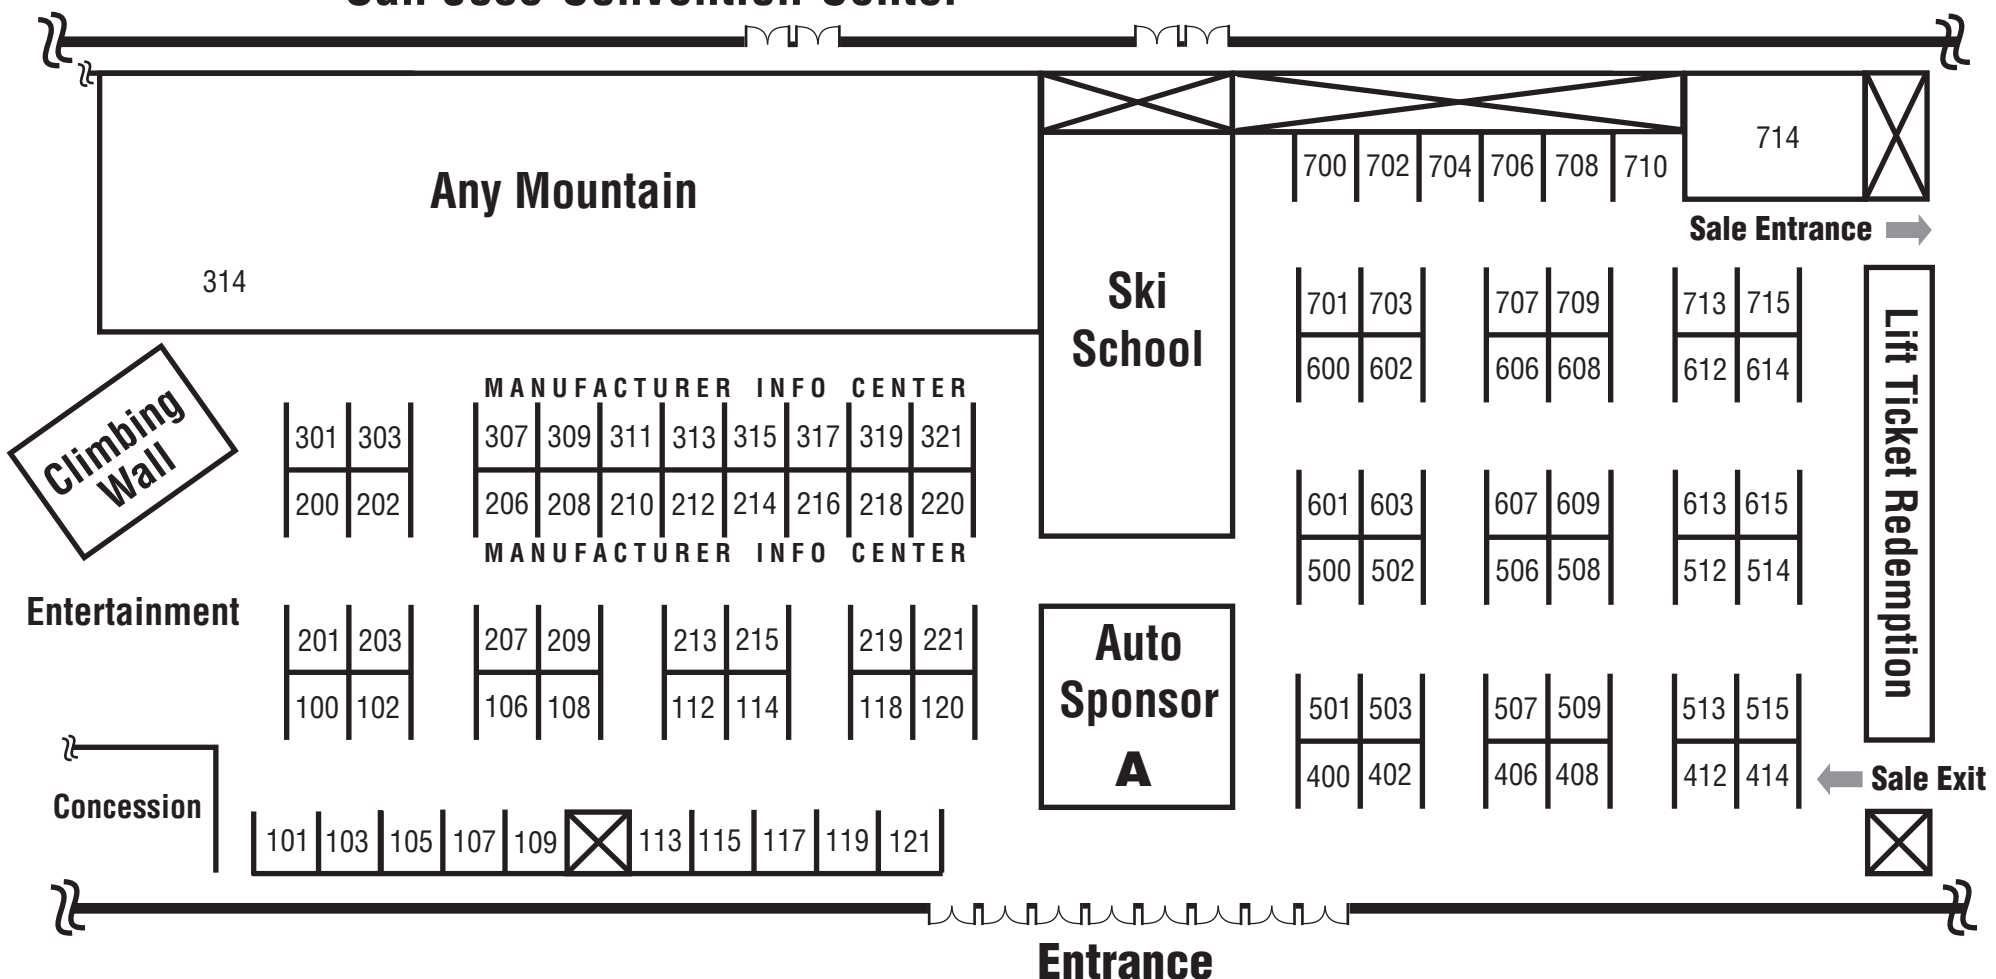 San Jose Convention Center
Any Mountain
314
700 702 704 706 708 710
714
Sale Entrance
Ski
School
701 703 707 709 713 715
600 602 606 608 612 614
Lift Ticket Redemption
Climbing
Wall
MANUFACTURER INFO CENTER
301 303 307 309 311 313 315 317 319 321
200 202 206 208 210 212 214 216 218 220
MANUFACTURER INFO CENTER
601 603 607 609 613 615
500 502 506 508 512 514
Entertainment
201 203 207 209 213 215 219 221
100 102 106 108 112 114 118 120
Auto
Sponsor
A
501 503 507 509 513 515
400 402 406 408 412 414
Sale Exit
Concession
101 103 105 107 109 113 115 117 119 121
Entrance